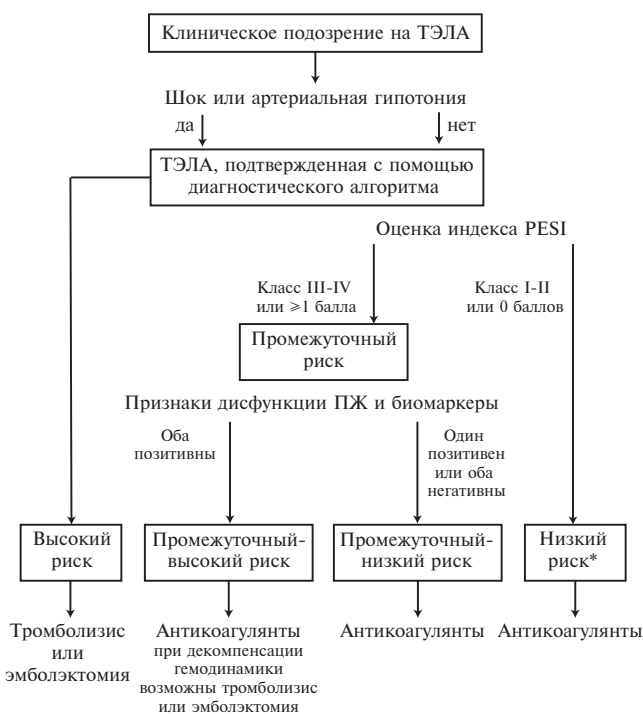 Клиническое подозрение на ТЭЛА
Шок или артериальная гипотония
да
нет
ТЭЛА, подтвержденная с помощью
диагностического алгоритма
Оценка индекса PESI
Класс III-IV
или ⩾1 балла
Класс I-II
или 0 баллов
Промежуточный
риск
Признаки дисфункции ПЖ и биомаркеры
Оба
позитивны
Один
позитивен
или оба
негативны
Высокий
риск
Промежуточный-
высокий риск
Промежуточный-
низкий риск
Низкий
риск*
Тромболизис
или
эмболэктомия
Антикоагулянты
при декомпенсации
гемодинамики
возможны тромболизис
или эмболэктомия
Антикоагулянты
Антикоагулянты